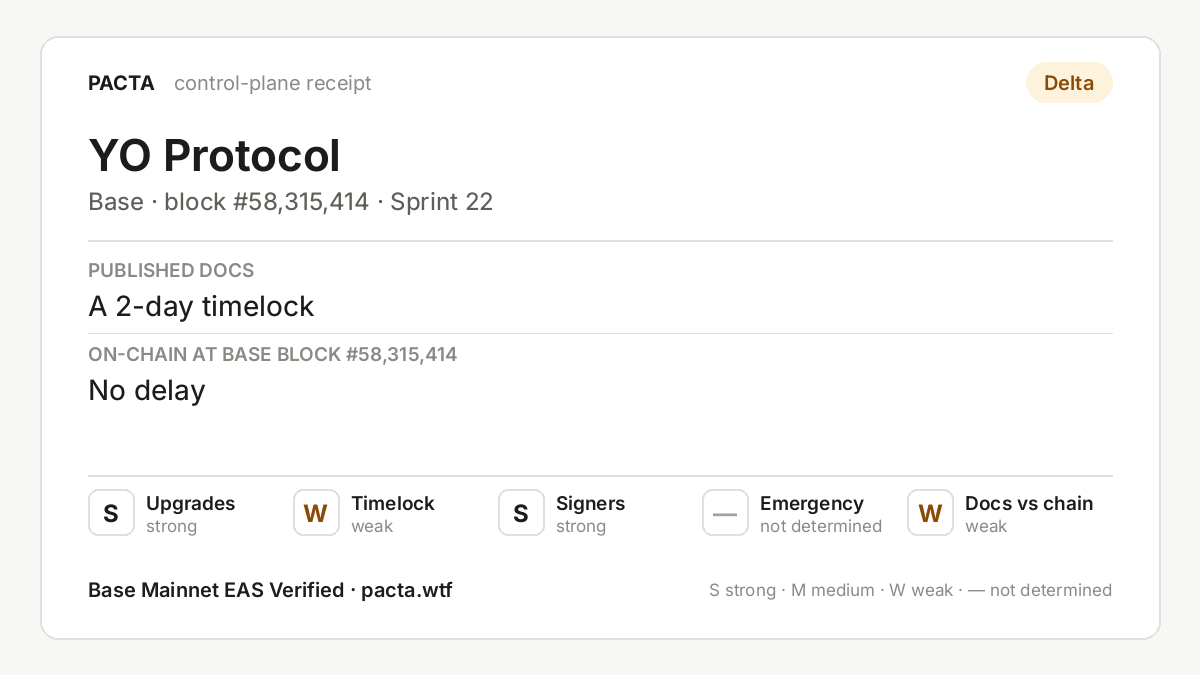 PACTA control-plane receipt Delta
YO Protocol
Base · block #58,315,414 · Sprint 22
PUBLISHED DOCS
A 2-day timelock
ON-CHAIN AT BASE BLOCK #58,315,414
No delay
S Upgrades strong
W Timelock weak
S Signers strong
— Emergency not determined
W Docs vs chain weak
Base Mainnet EAS Verified · pacta.wtf
S strong · M medium · W weak · — not determined